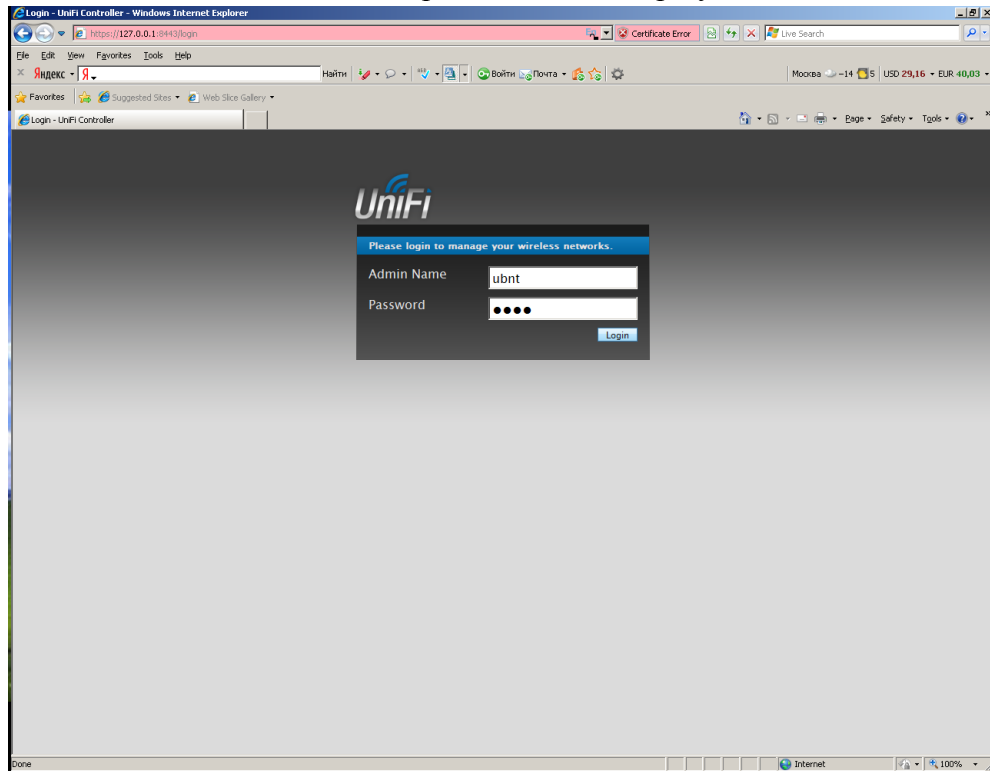 Login - UniFi Controller - Windows Internet Explorer
https://127.0.0.1:8443/login Certificate Error Live Search
File Edit View Favorites Tools Help
Яндекс Я Найти Войти Почта Москва -14 5 USD 29,16 EUR 40,03
Favorites Suggested Sites Web Slice Gallery
Login - UniFi Controller Page Safety Tools
UniFi
Please login to manage your wireless networks.
Admin Name ubnt
Password ●●●●
Login
Done Internet 100%